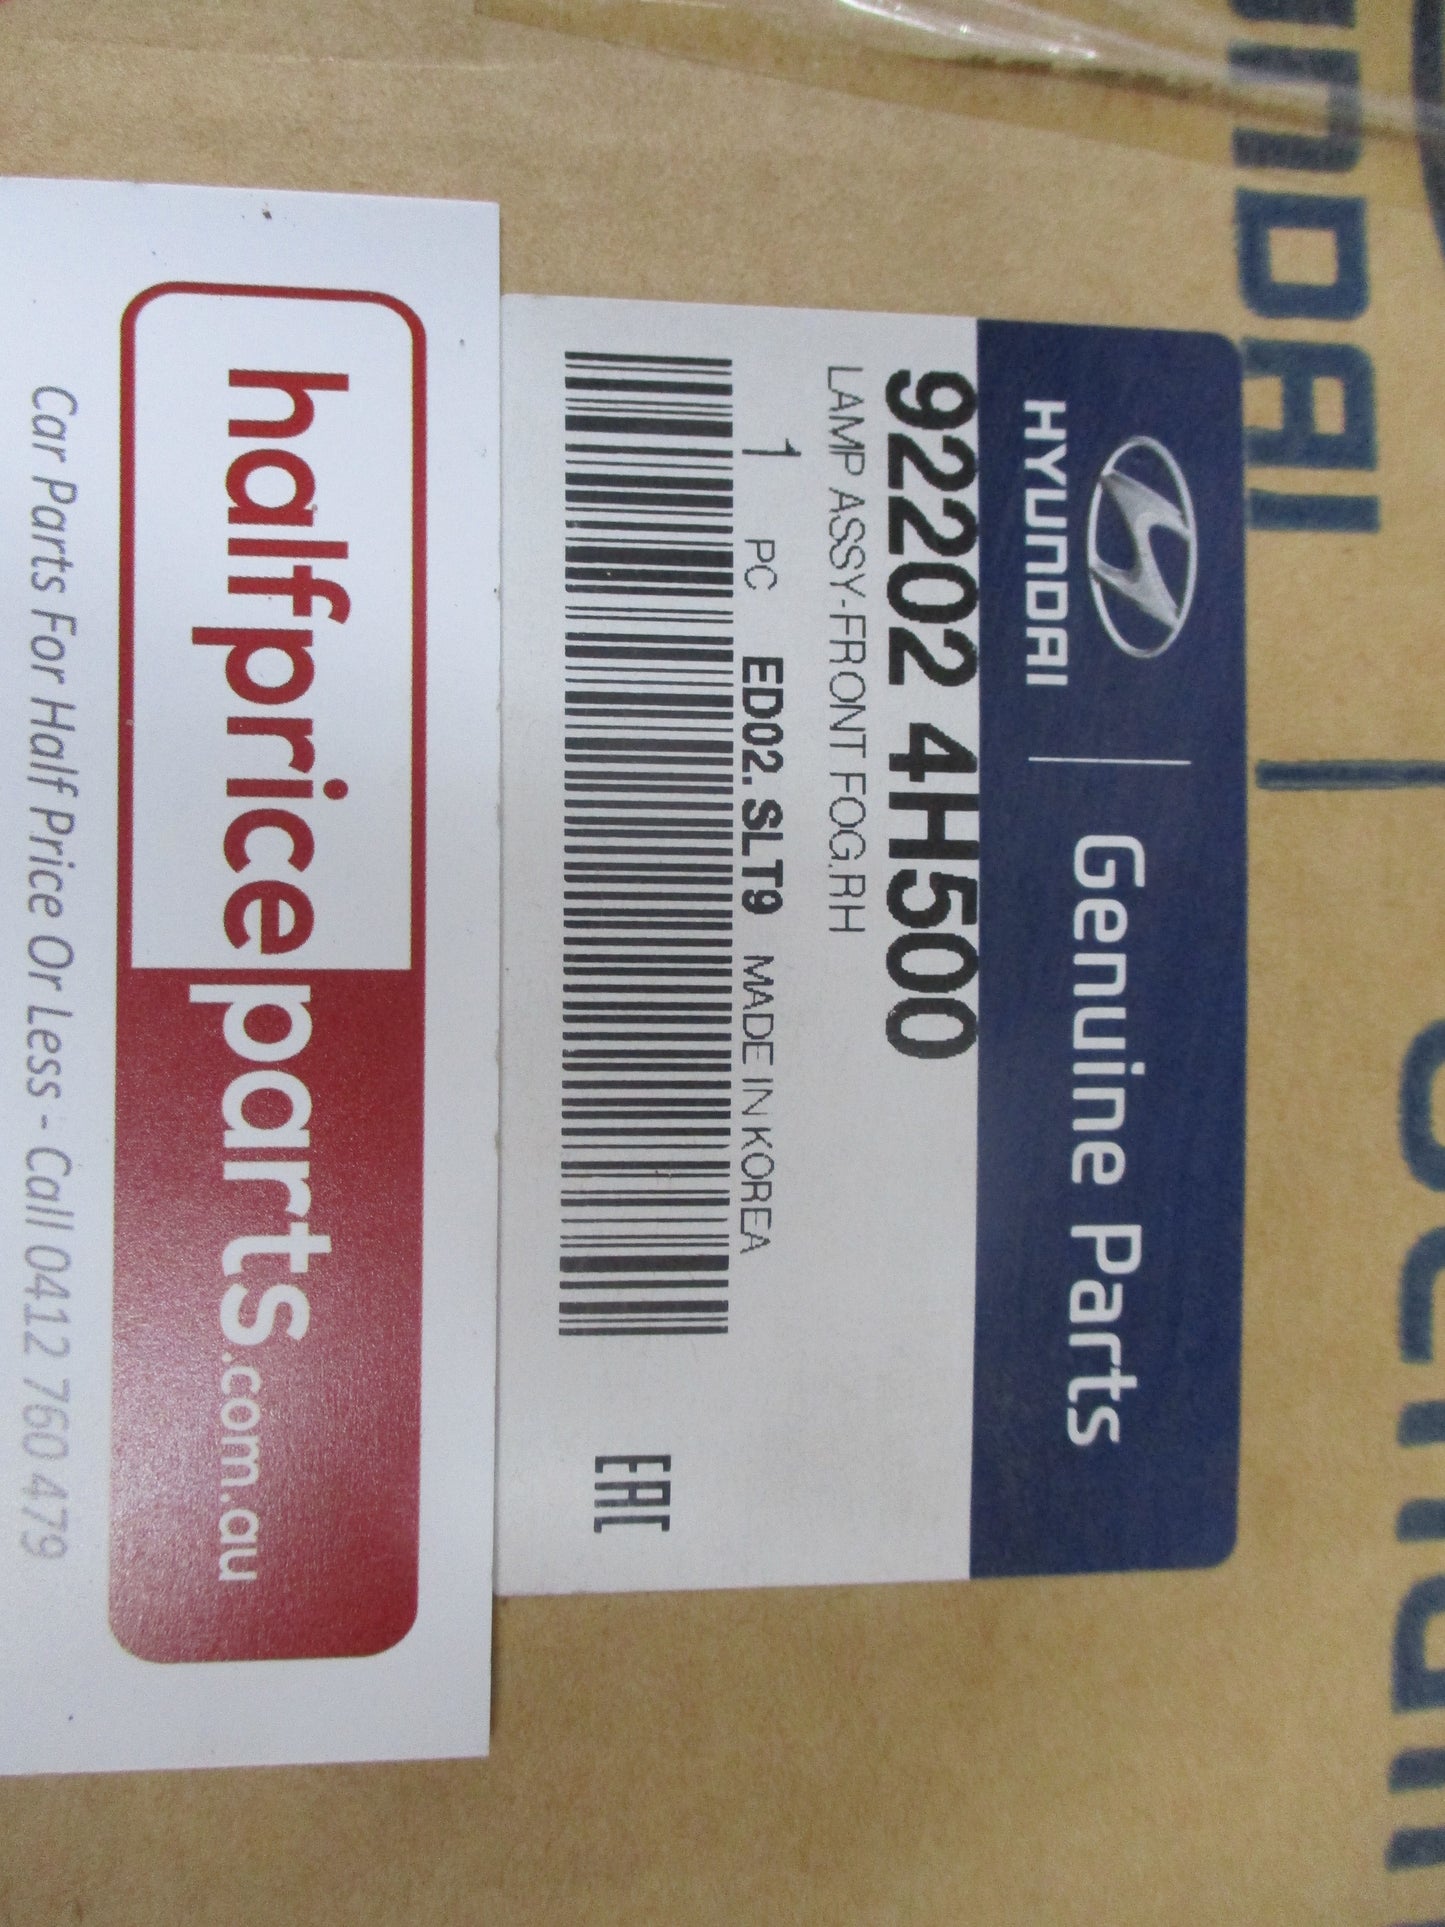 HYUNDAI
HYUNDAI | Genuine Parts
92202 4H500
LAMP ASSY-FRONT FOG.RH
1 PC ED02.SLT9 MADE IN KOREA
EAC
halfpriceparts.com.au
Car Parts For Half Price Or Less - Call 0412 760 479